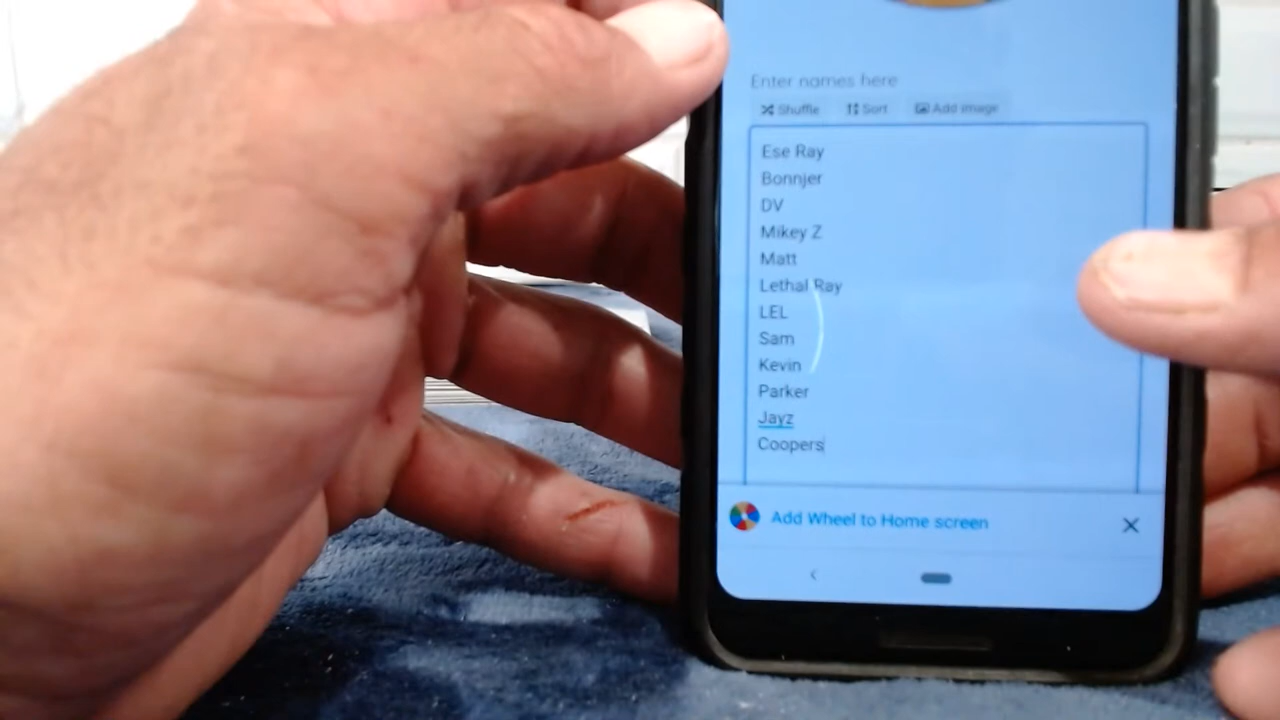 Enter names here
Shuffle Sort Add image
Ese Ray
Bonnjer
DV
Mikey Z
Matt
Lethal Ray
LEL
Sam
Kevin
Parker
Jayz
Coopers
Add Wheel to Home screen